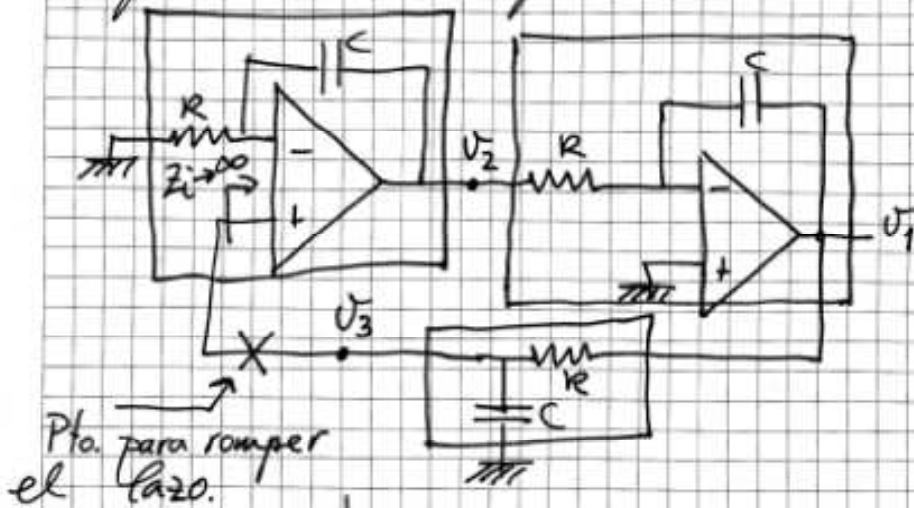 C
R
Zi→∞
-
+
V2
R
C
-
+
V1
V3
R
C
Pto. para romper
el lazo.